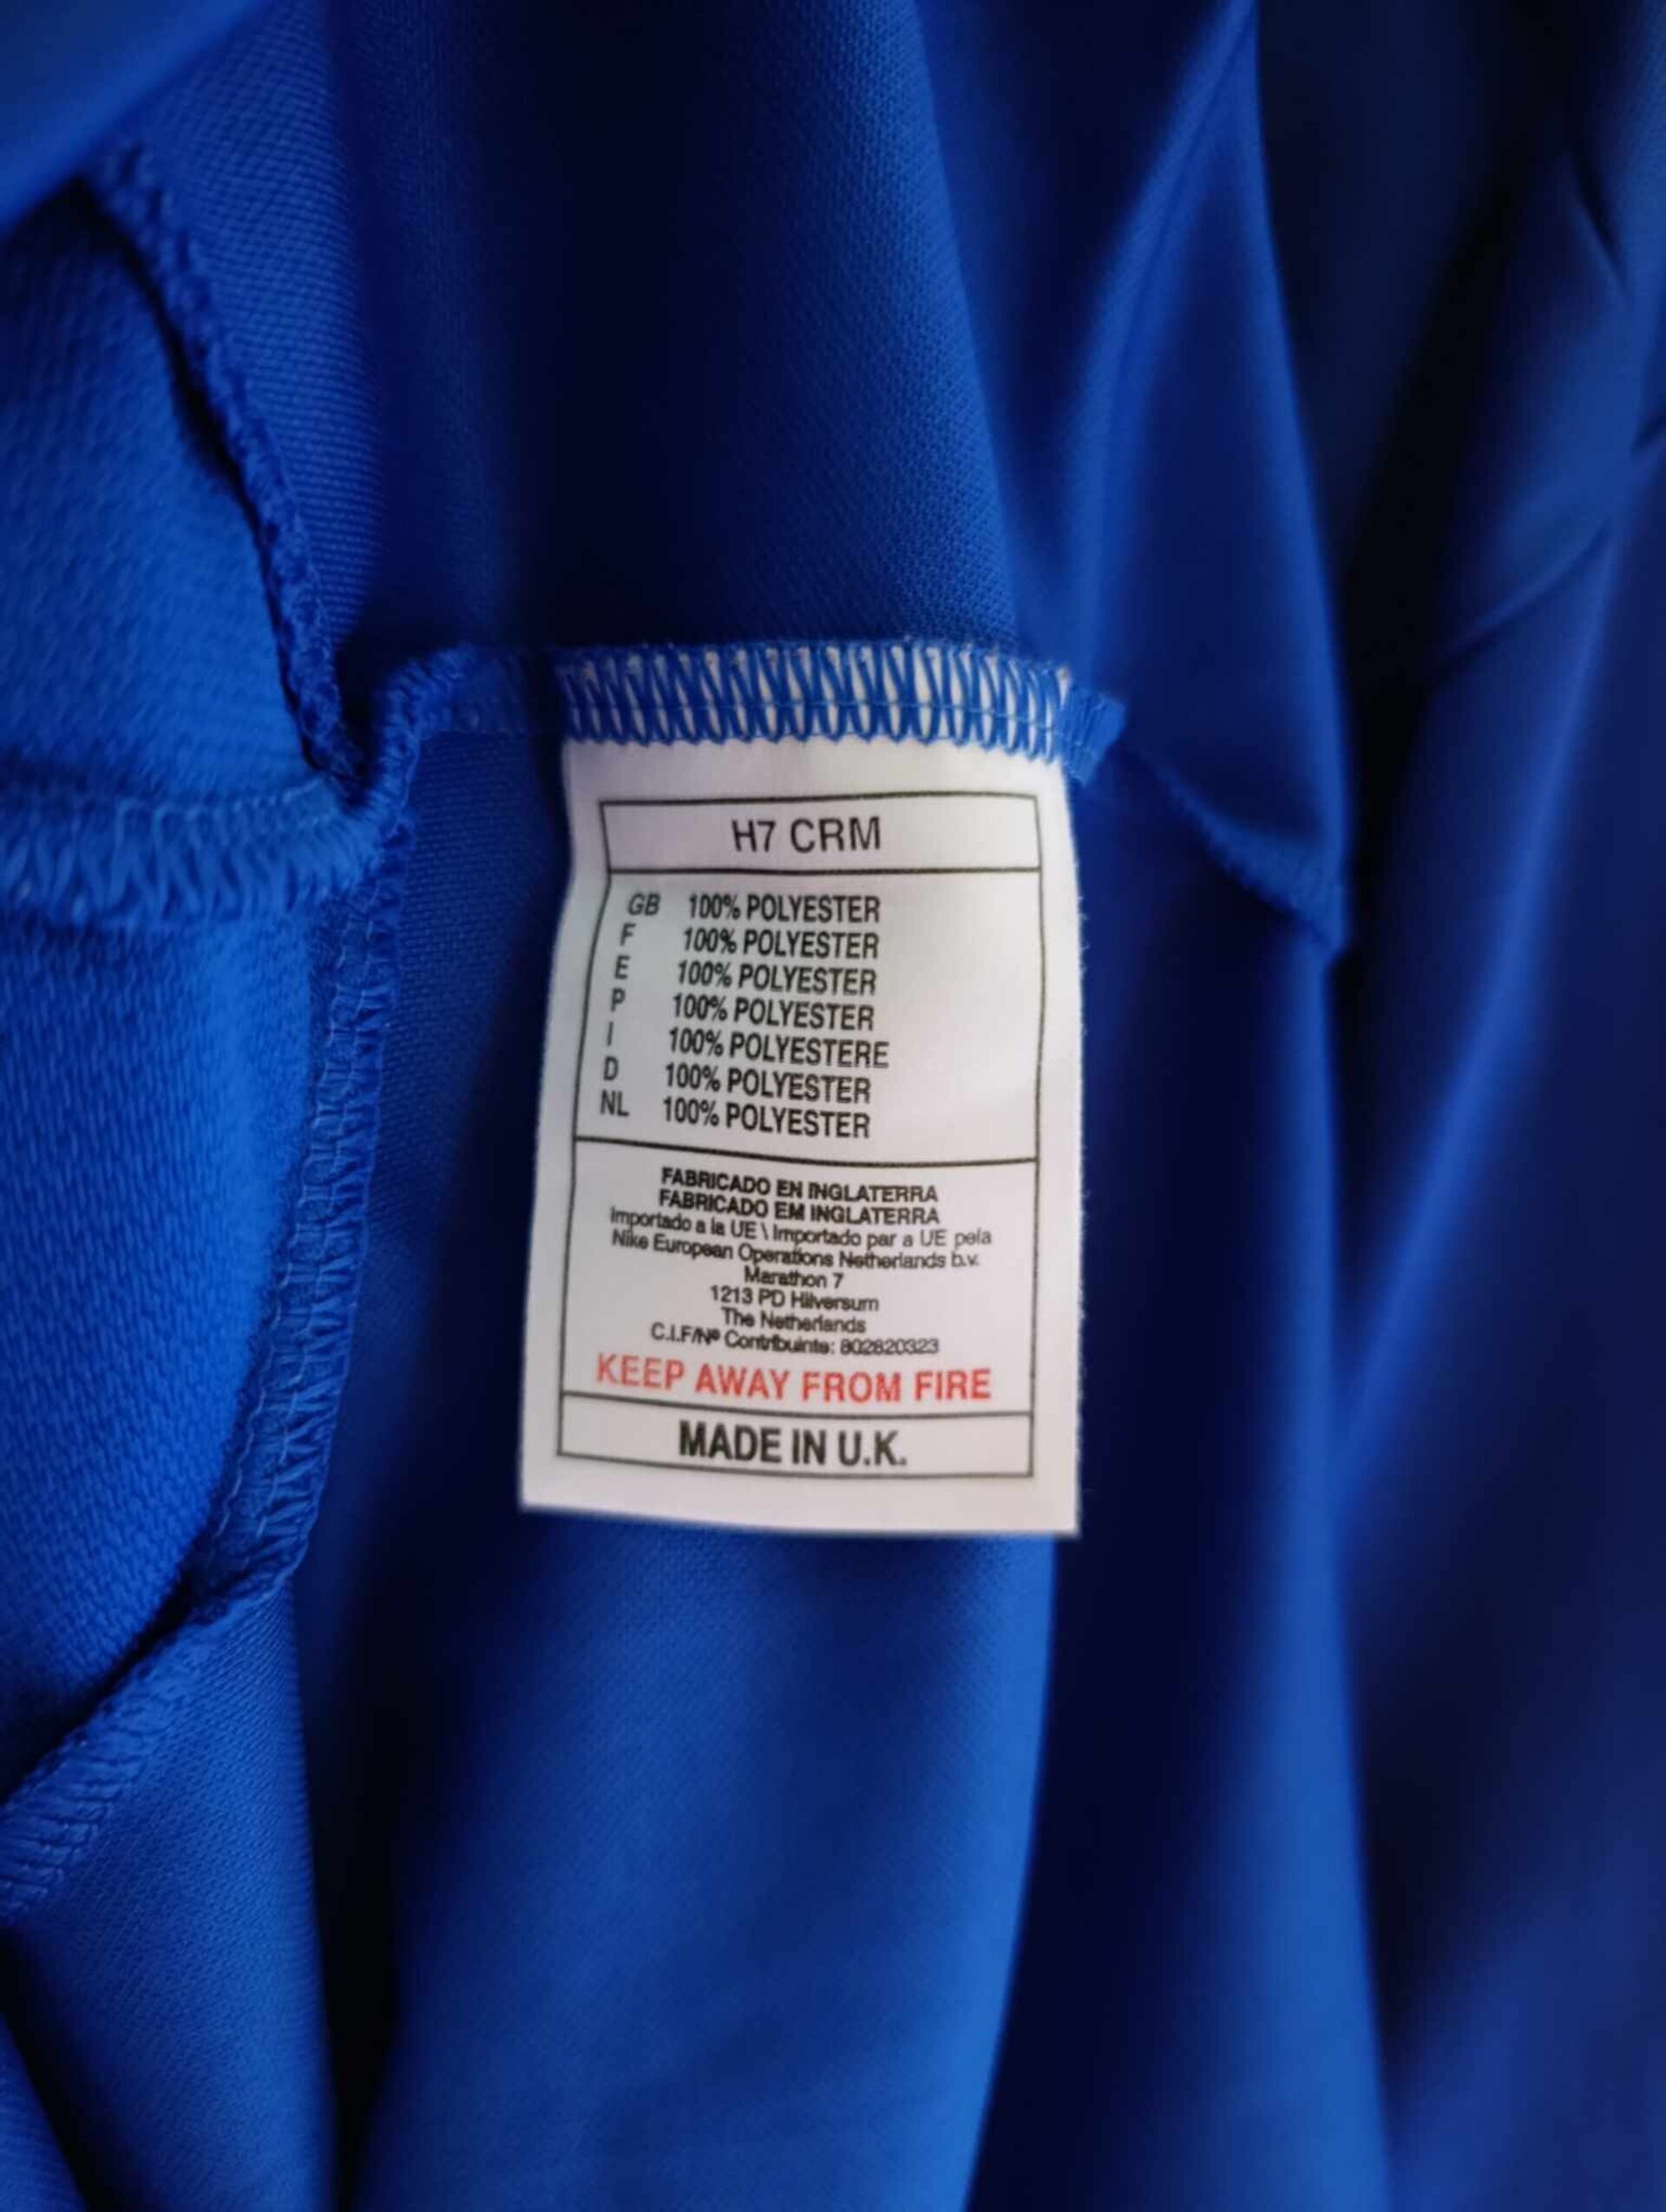 H7 CRM
GB 100% POLYESTER
F 100% POLYESTER
E 100% POLYESTER
P 100% POLYESTER
I 100% POLYESTERE
D 100% POLYESTER
NL 100% POLYESTER
FABRICADO EN INGLATERRA
FABRICADO EM INGLATERRA
Importado a la UE \ Importado par a UE pela
Nike European Operations Netherlands b.v.
Marathon 7
1213 PD Hilversum
The Netherlands
C.I.F/Nº Contribuinte: 802820323
KEEP AWAY FROM FIRE
MADE IN U.K.